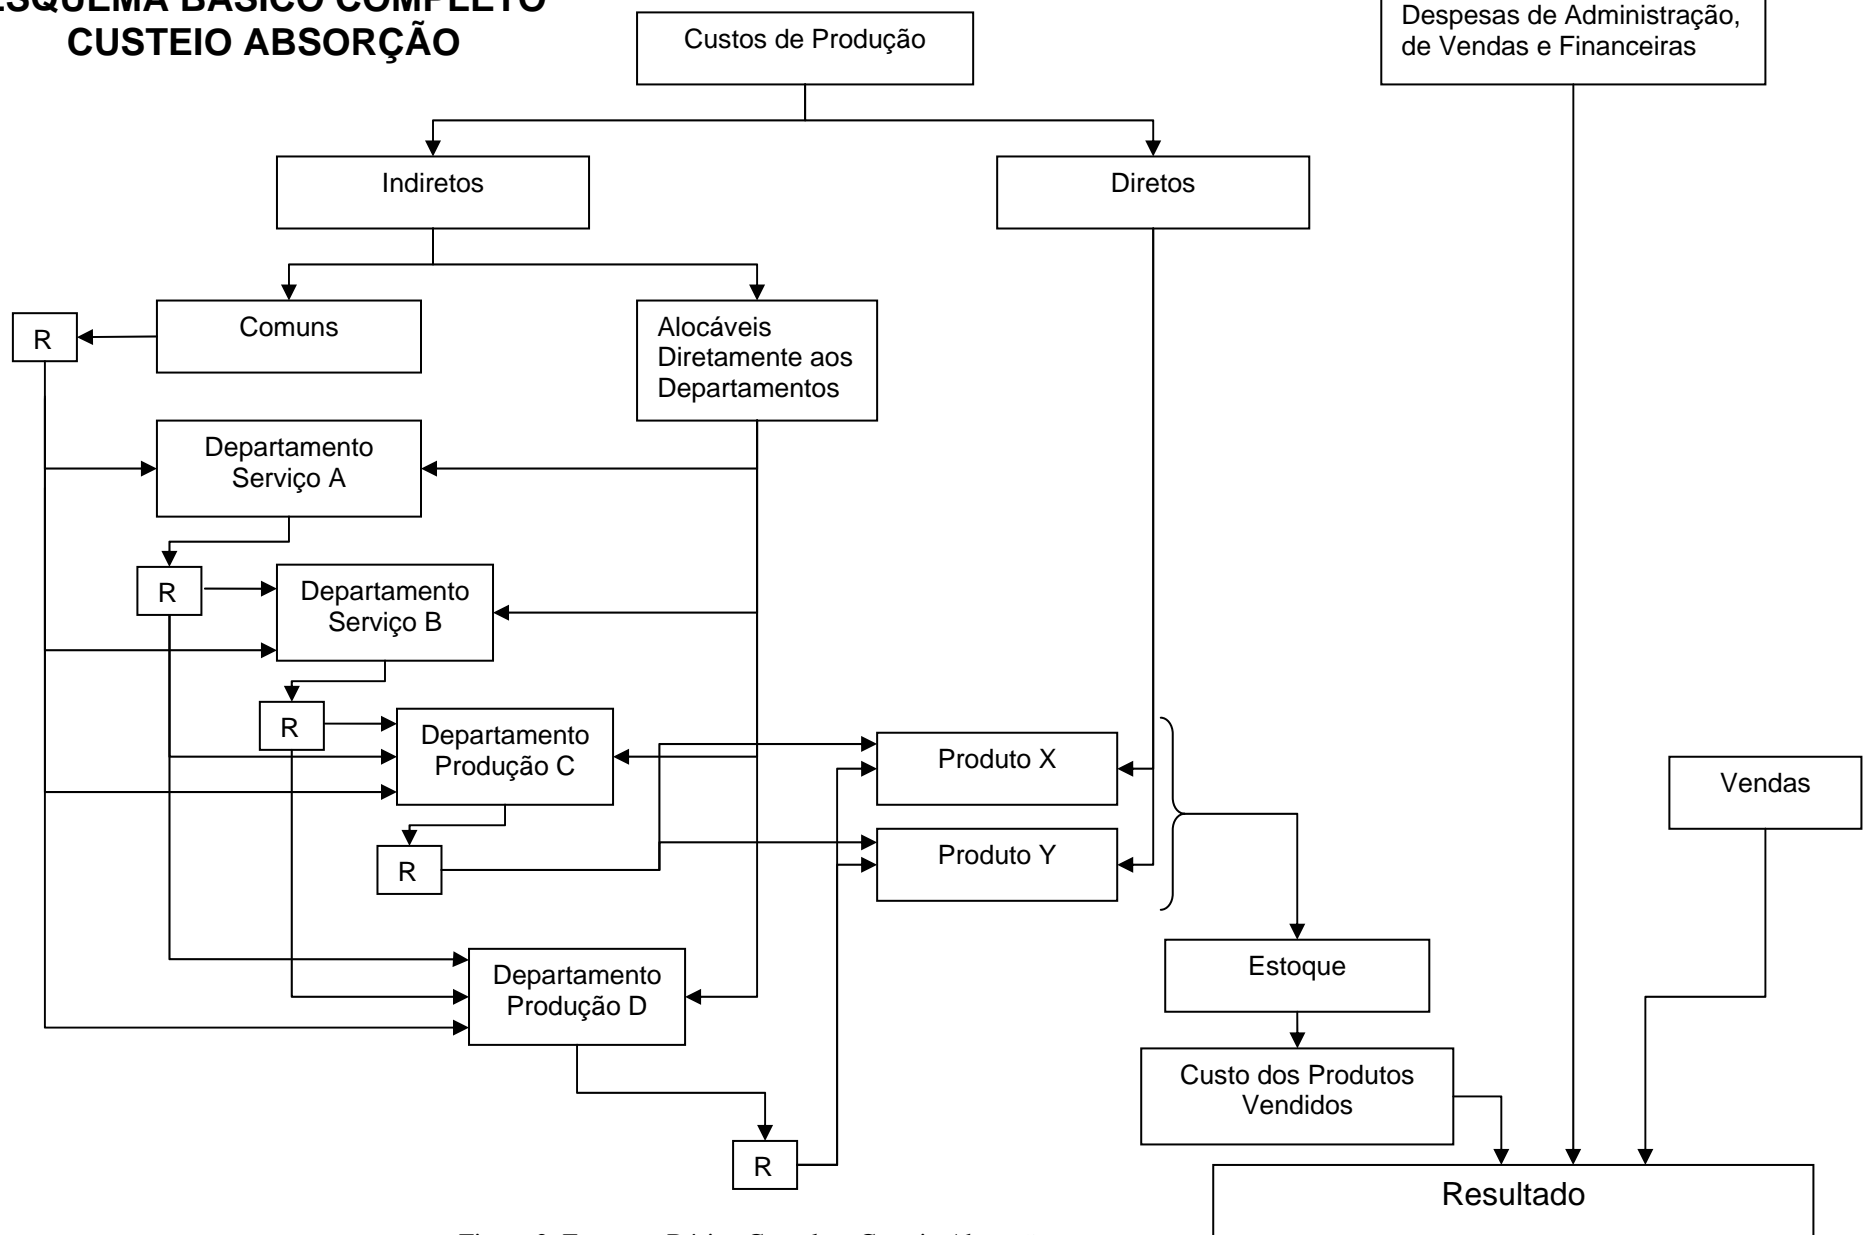 ESQUEMA BÁSICO COMPLETO
CUSTEIO ABSORÇÃO
Custos de Produção
Despesas de Administração,
de Vendas e Financeiras
Indiretos
Diretos
R
Comuns
Alocáveis
Diretamente aos
Departamentos
Departamento
Serviço A
R
Departamento
Serviço B
R
Departamento
Produção C
R
Produto X
Produto Y
Vendas
Departamento
Produção D
Estoque
Custo dos Produtos
Vendidos
R
Resultado